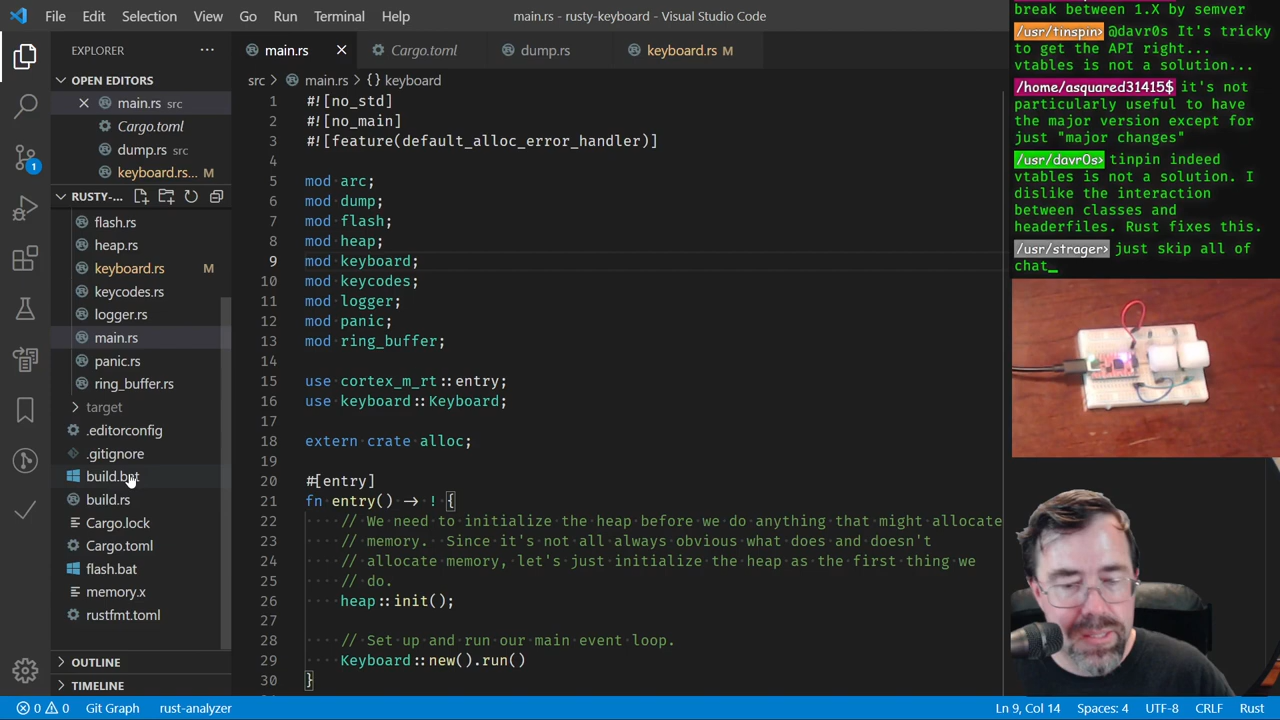 File Edit Selection View Go Run Terminal Help
main.rs - rusty-keyboard - Visual Studio Code
EXPLORER
OPEN EDITORS
main.rs src
Cargo.toml
dump.rs src
keyboard.rs... M
RUSTY-...
flash.rs
heap.rs
keyboard.rs M
keycodes.rs
logger.rs
main.rs
panic.rs
ring_buffer.rs
target
.editorconfig
.gitignore
build.bat
build.rs
Cargo.lock
Cargo.toml
flash.bat
memory.x
rustfmt.toml
OUTLINE
TIMELINE
1
main.rs
Cargo.toml
dump.rs
keyboard.rs M
src > main.rs > {} keyboard
1 #![no_std]
2 #![no_main]
3 #![feature(default_alloc_error_handler)]
4
5 mod arc;
6 mod dump;
7 mod flash;
8 mod heap;
9 mod keyboard;
10 mod keycodes;
11 mod logger;
12 mod panic;
13 mod ring_buffer;
14
15 use cortex_m_rt::entry;
16 use keyboard::Keyboard;
17
18 extern crate alloc;
19
20 #[entry]
21 fn entry() → ! {
22 // We need to initialize the heap before we do anything that might allocate
23 // memory. Since it's not all always obvious what does and doesn't
24 // allocate memory, let's just initialize the heap as the first thing we
25 // do.
26 heap::init();
27
28 // Set up and run our main event loop.
29 Keyboard::new().run()
30 }
break between 1.X by semver
/usr/tinspin> @davr0s It's tricky
to get the API right...
vtables is not a solution...
/home/asquared31415$ it's not
particularly useful to have
the major version except for
just "major changes"
/usr/davr0s> tinpin indeed
vtables is not a solution. I
dislike the interaction
between classes and
headerfiles. Rust fixes this.
/usr/strager> just skip all of
chat_
0 0 Git Graph rust-analyzer
Ln 9, Col 14 Spaces: 4 UTF-8 CRLF Rust